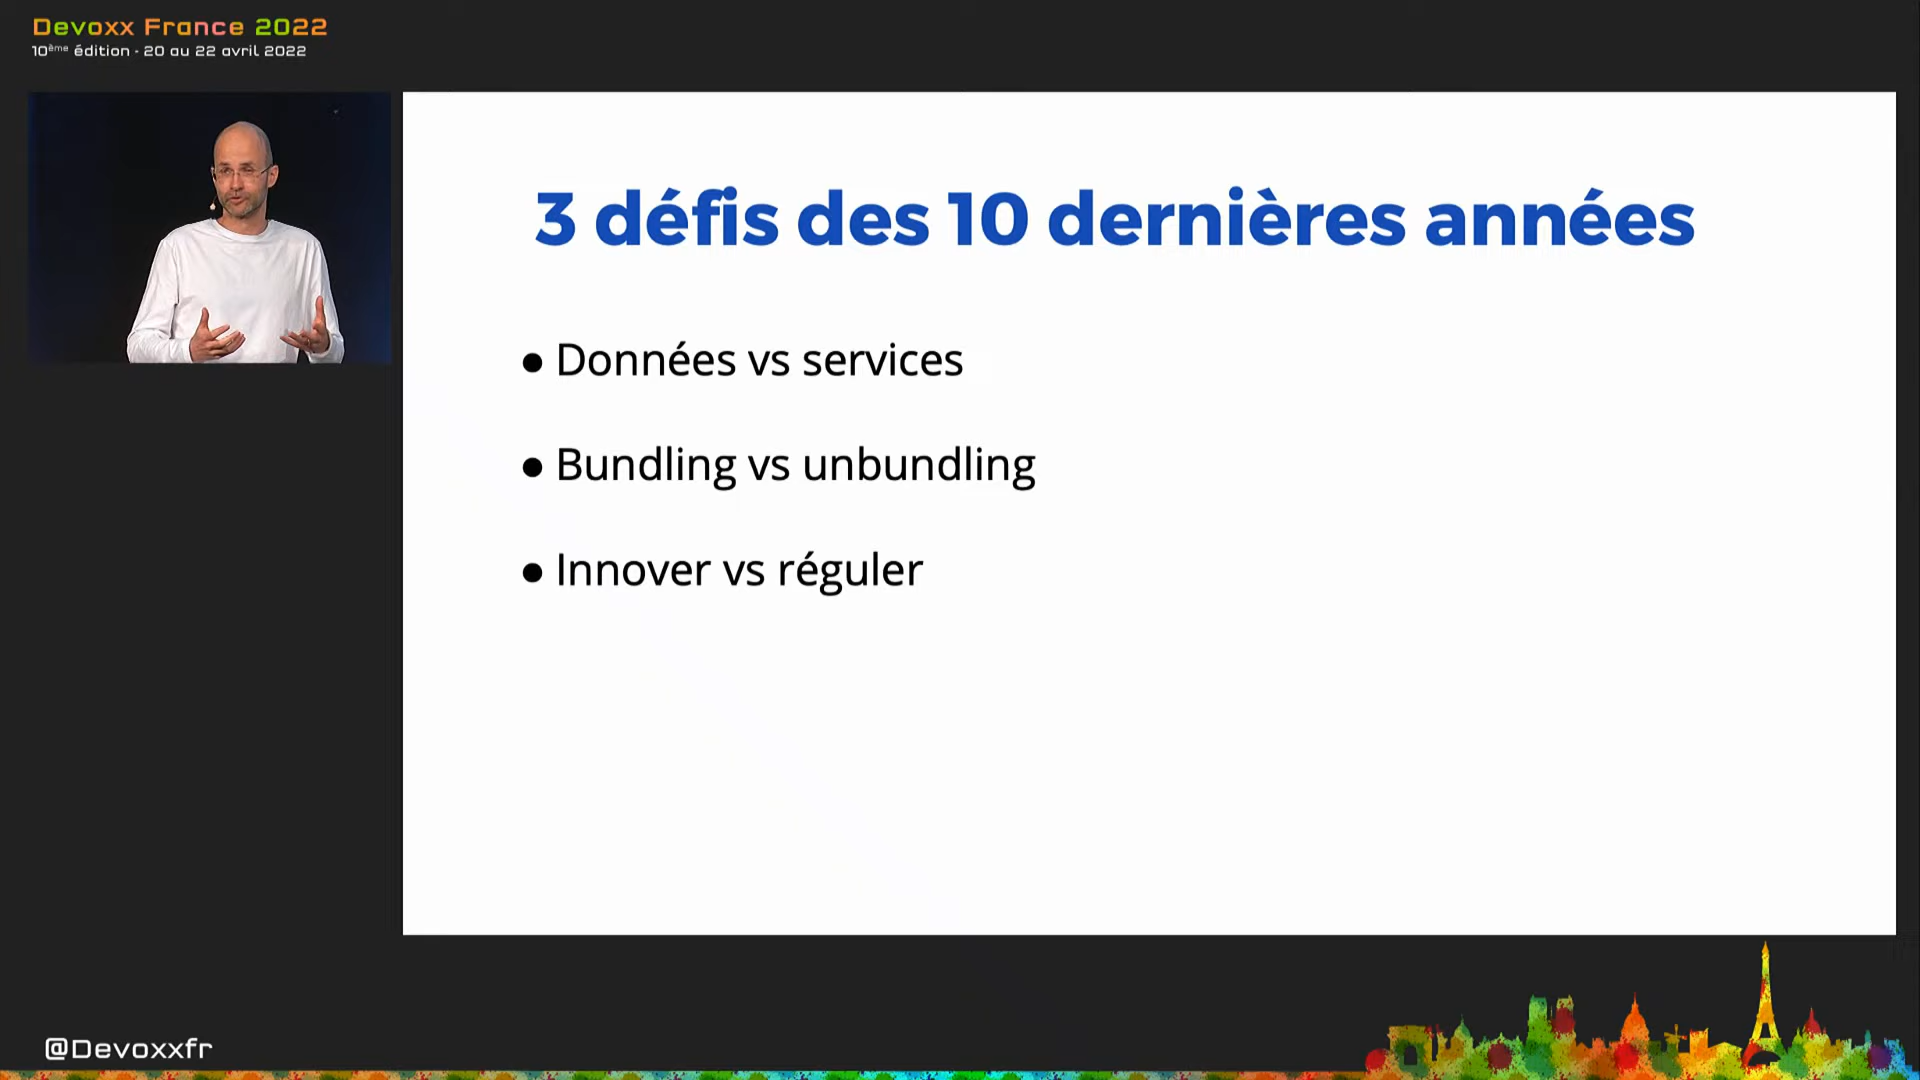 Devoxx France 2022
10ème édition - 20 au 22 avril 2022
3 défis des 10 dernières années
● Données vs services
● Bundling vs unbundling
● Innover vs réguler
@Devoxxfr